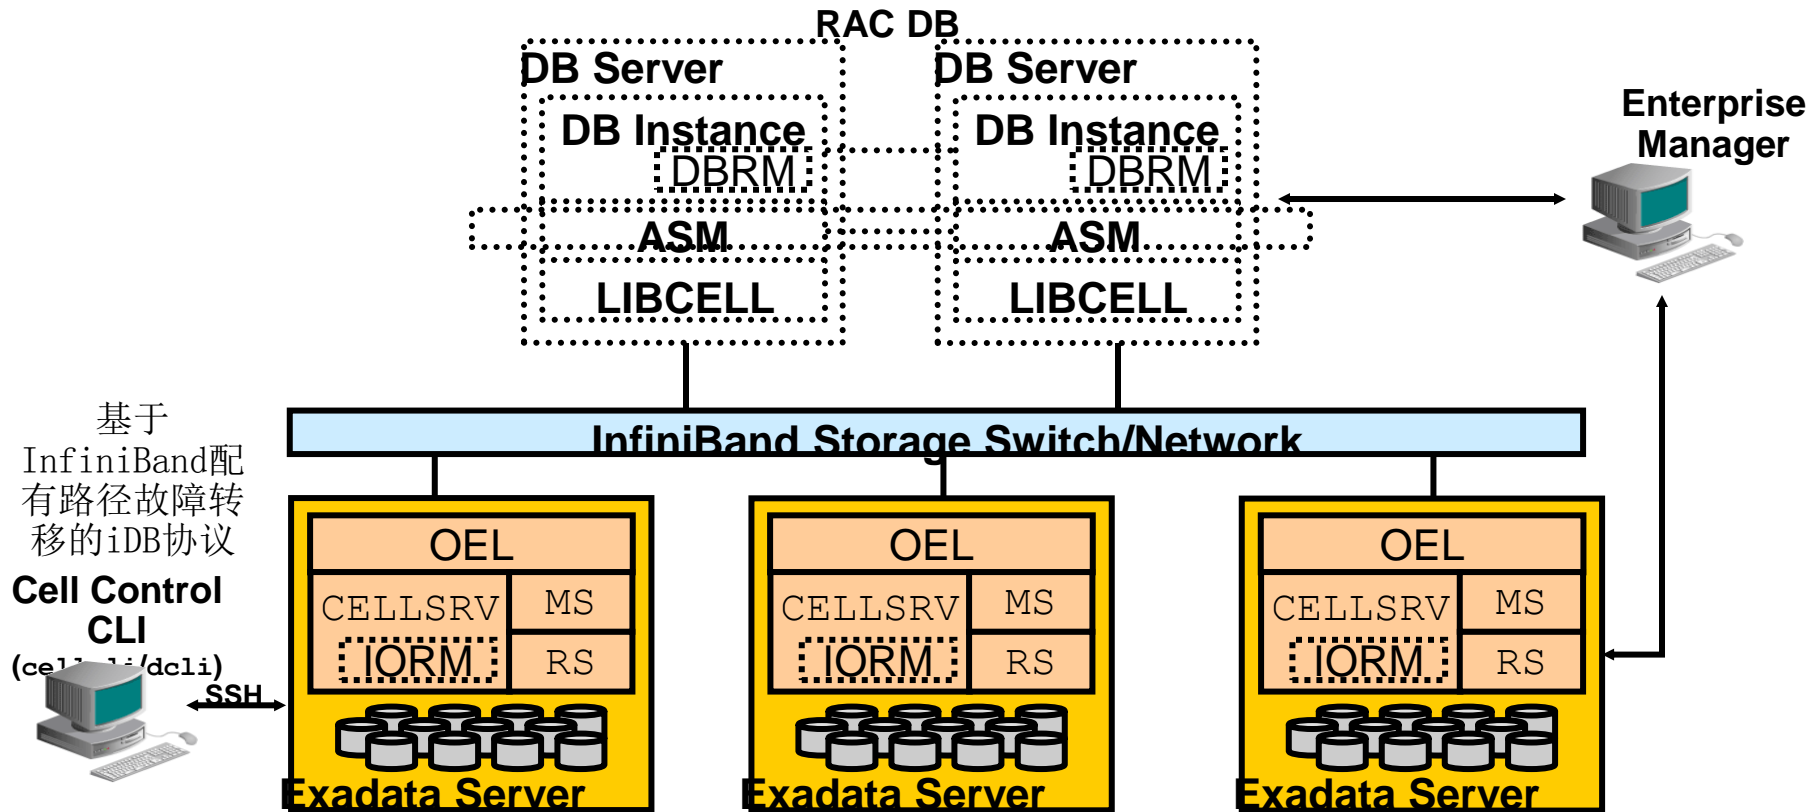 RAC DB
DB Server
DB Server
DB Instance
DB Instance
DBRM
DBRM
ASM
ASM
LIBCELL
LIBCELL
Enterprise
Manager
InfiniBand Storage Switch/Network
基于
InfiniBand配
有路径故障转
移的iDB协议
Cell Control
CLI
(cellcli/dcli)
SSH
OEL
CELLSRV
MS
IORM
RS
Exadata Server
OEL
CELLSRV
MS
IORM
RS
Exadata Server
OEL
CELLSRV
MS
IORM
RS
Exadata Server